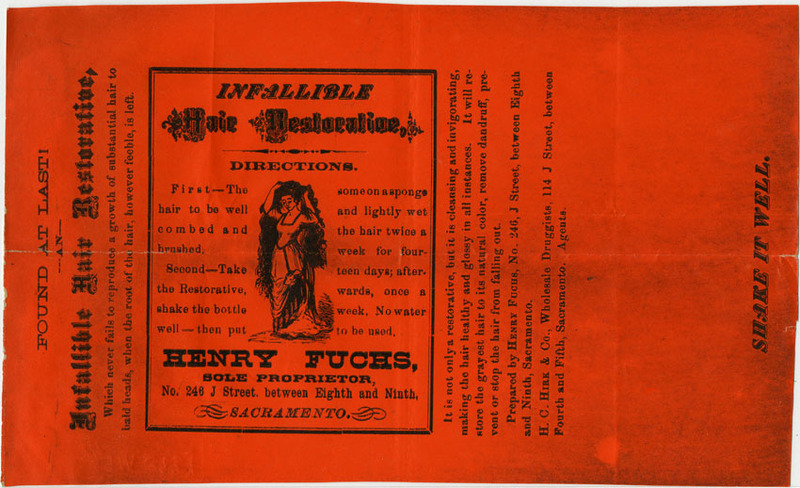 FOUND AT LAST!
—AN—
Infallible Hair Restorative,
Which never fails to reproduce a growth of substantial hair to
bald heads, when the root of the hair, however feeble, is left.
INFALLIBLE
Hair Restorative,
DIRECTIONS.
First—The
hair to be well
combed and
brushed.
Second—Take
the Restorative,
shake the bottle
well—then put
some on a sponge
and lightly wet
the hair twice a
week for four-
teen days; after-
wards, once a
week. No water
to be used.
HENRY FUCHS,
SOLE PROPRIETOR,
No. 246 J Street. between Eighth and Ninth,
SACRAMENTO.
It is not only a restorative, but it is cleansing and invigorating,
making the hair healthy and glossy in all instances. It will re-
store the grayest hair to its natural color, remove dandruff, pre-
vent or stop the hair from falling out.
Prepared by HENRY FUCHS, No. 246, J Street, between Eighth
and Ninth, Sacramento.
H. C. HIRK & Co., Wholesale Druggists, 114 J Street, between
Fourth and Fifth, Sacramento, Agents.
SHAKE IT WELL.